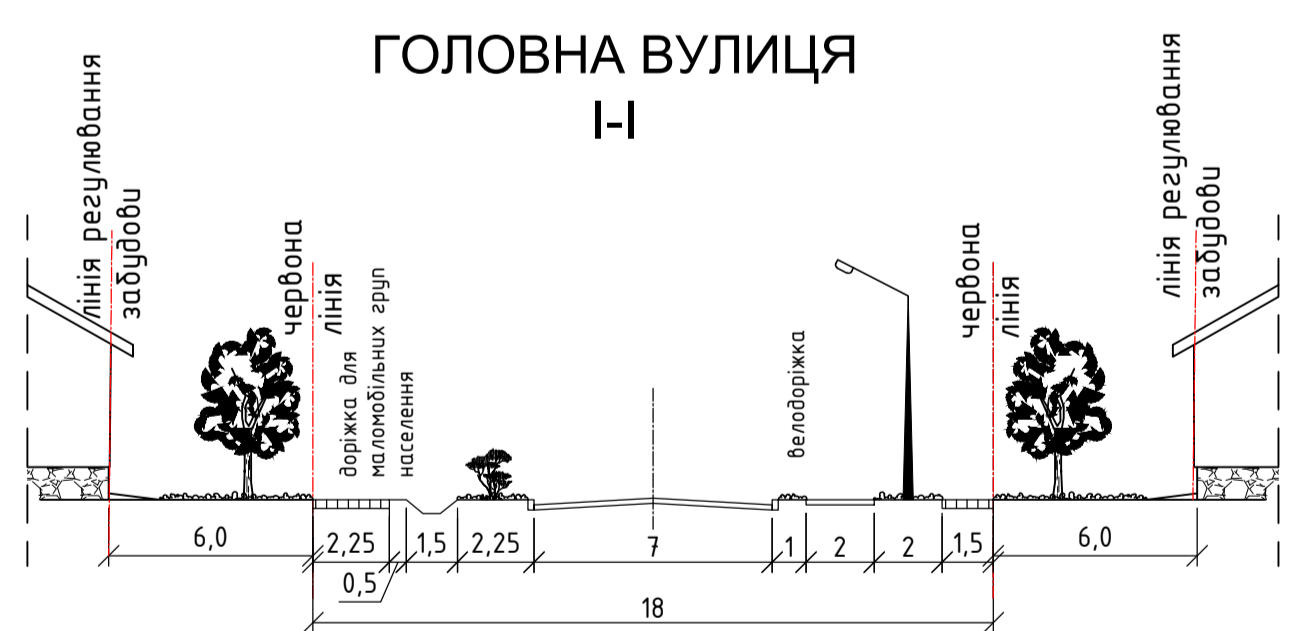 ГОЛОВНА ВУЛИЦЯ
I-I
лінія регулювання
забудови
червона
лінія
доріжка для
маломобільних груп
населення
велодоріжка
червона
лінія
лінія регулювання
забудови
6,0
2,25
0,5
1,5
2,25
7
1
2
2
1,5
6,0
18